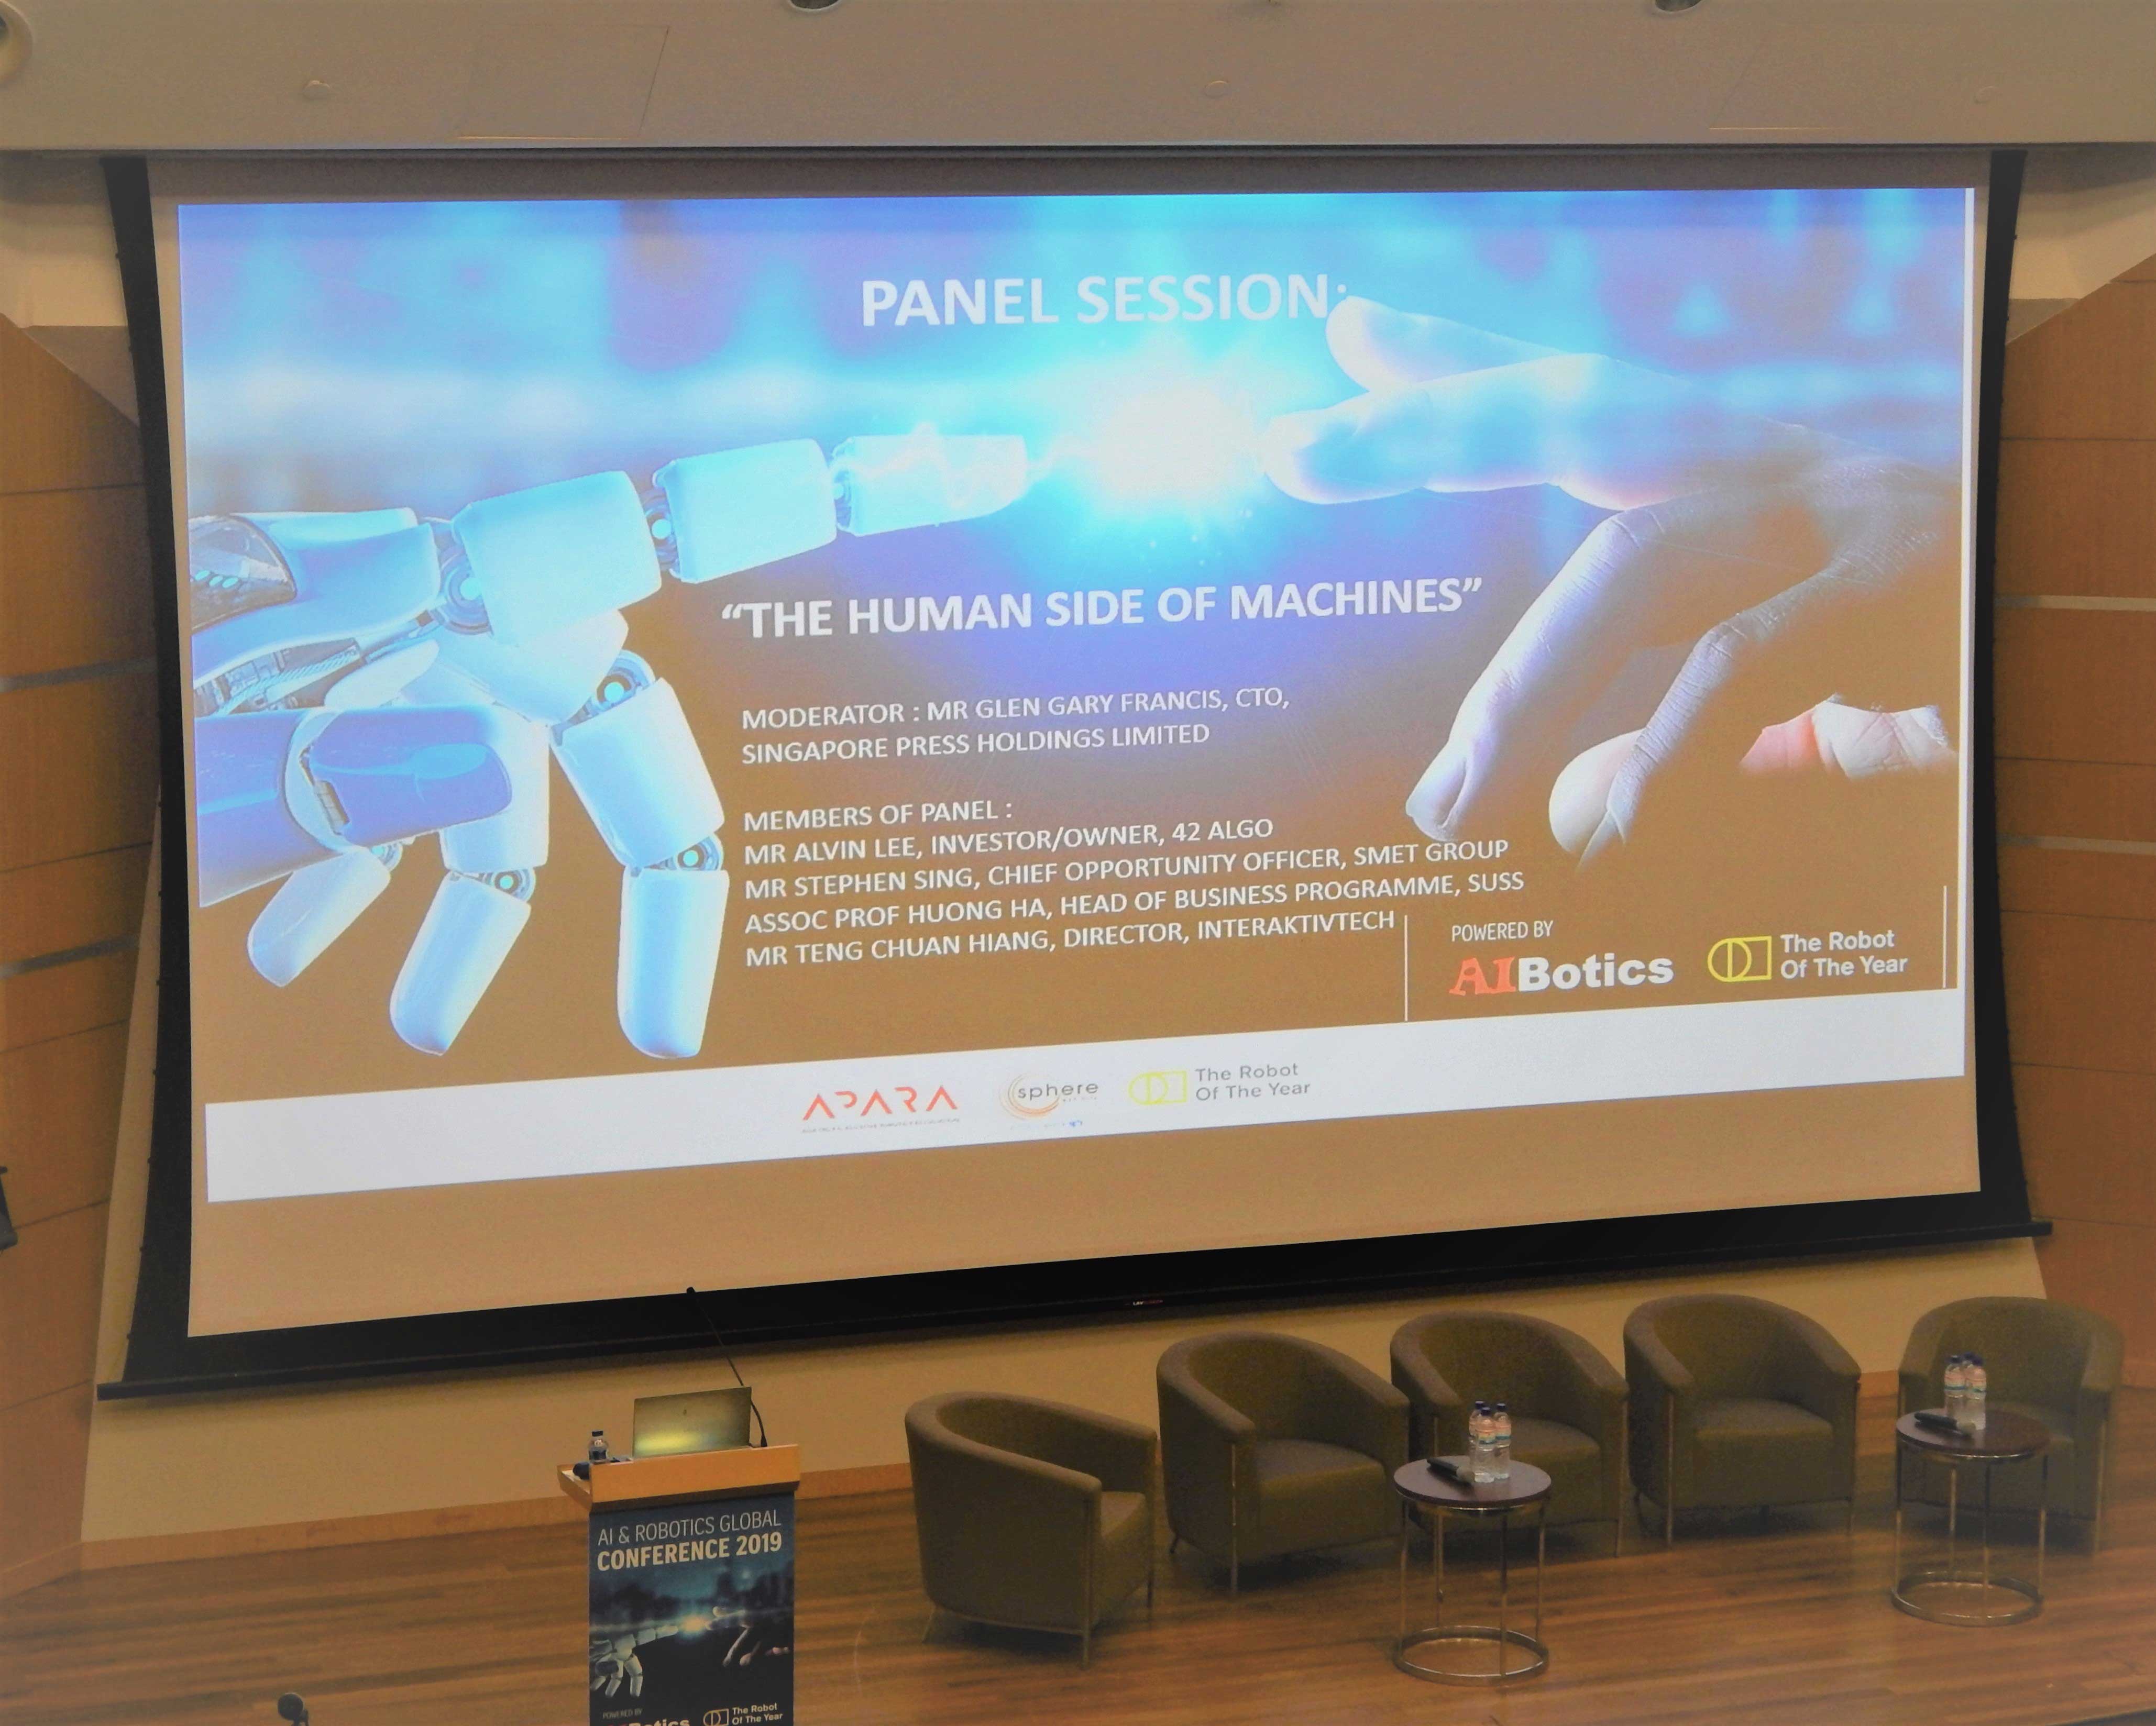 PANEL SESSION:
“THE HUMAN SIDE OF MACHINES”
MODERATOR : MR GLEN GARY FRANCIS, CTO,
SINGAPORE PRESS HOLDINGS LIMITED
MEMBERS OF PANEL :
MR ALVIN LEE, INVESTOR/OWNER, 42 ALGO
MR STEPHEN SING, CHIEF OPPORTUNITY OFFICER, SMET GROUP
ASSOC PROF HUONG HA, HEAD OF BUSINESS PROGRAMME, SUSS
MR TENG CHUAN HIANG, DIRECTOR, INTERAKTIVTECH
POWERED BY
AIBotics
The Robot
Of The Year
APARA
sphere
The Robot
Of The Year
AI & ROBOTICS GLOBAL
CONFERENCE 2019
POWERED BY
Botics
The Robot
Of The Year